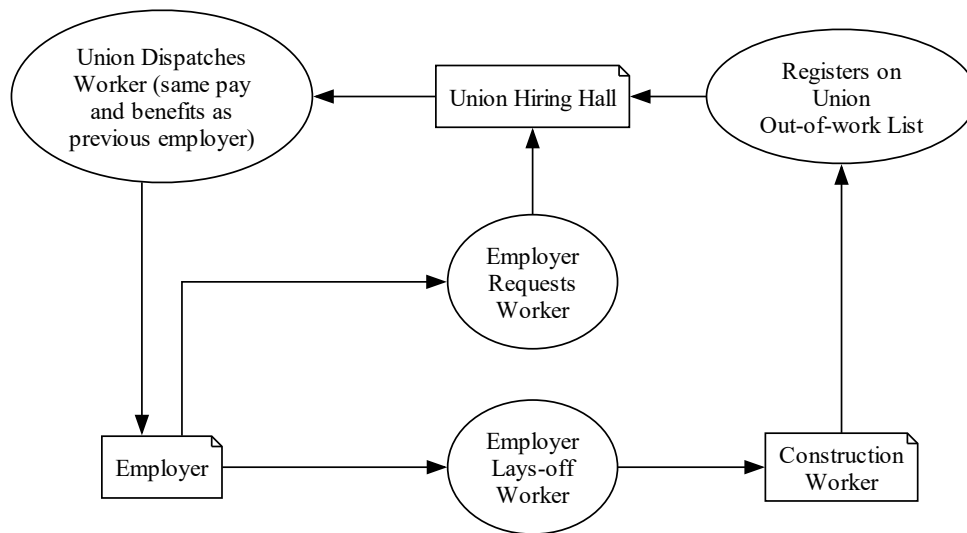 Union Dispatches
Worker (same pay
and benefits as
previous employer)
Union Hiring Hall
Registers on
Union
Out-of-work List
Employer
Requests
Worker
Employer
Employer
Lays-off
Worker
Construction
Worker